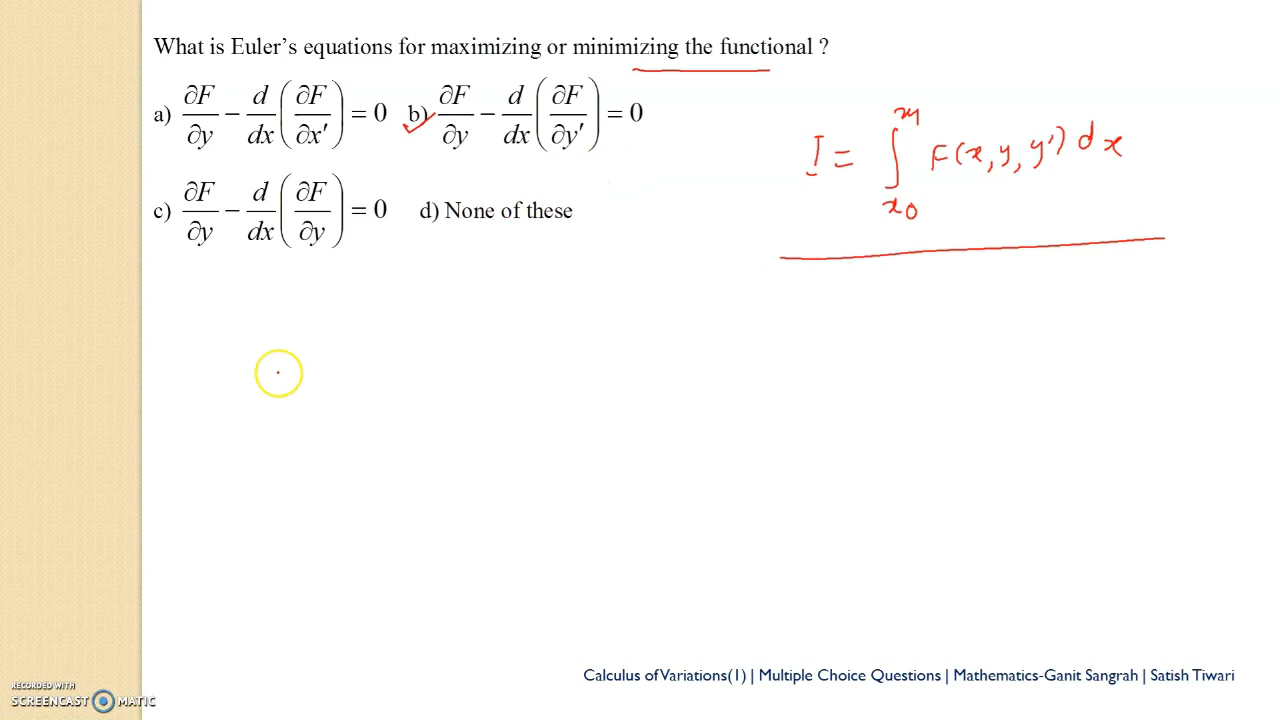 What is Euler's equations for maximizing or minimizing the functional ?
a) ∂F/∂y − d/dx(∂F/∂x′) = 0 b) ∂F/∂y − d/dx(∂F/∂y′) = 0
c) ∂F/∂y − d/dx(∂F/∂y) = 0 d) None of these
I = ∫_{x0}^{x1} F(x, y, y′) dx
Calculus of Variations(1) | Multiple Choice Questions | Mathematics-Ganit Sangrah | Satish Tiwari
RECORDED WITH
SCREENCAST MATIC